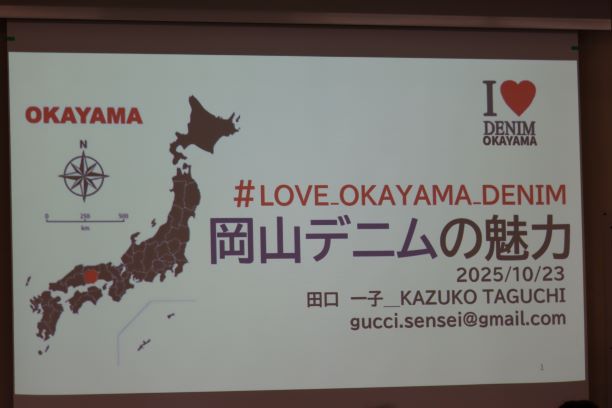 OKAYAMA
N
0 250 500
km
I
DENIM
OKAYAMA
#LOVE_OKAYAMA_DENIM
岡山デニムの魅力
2025/10/23
田口 一子_KAZUKO TAGUCHI
gucci.sensei@gmail.com
1